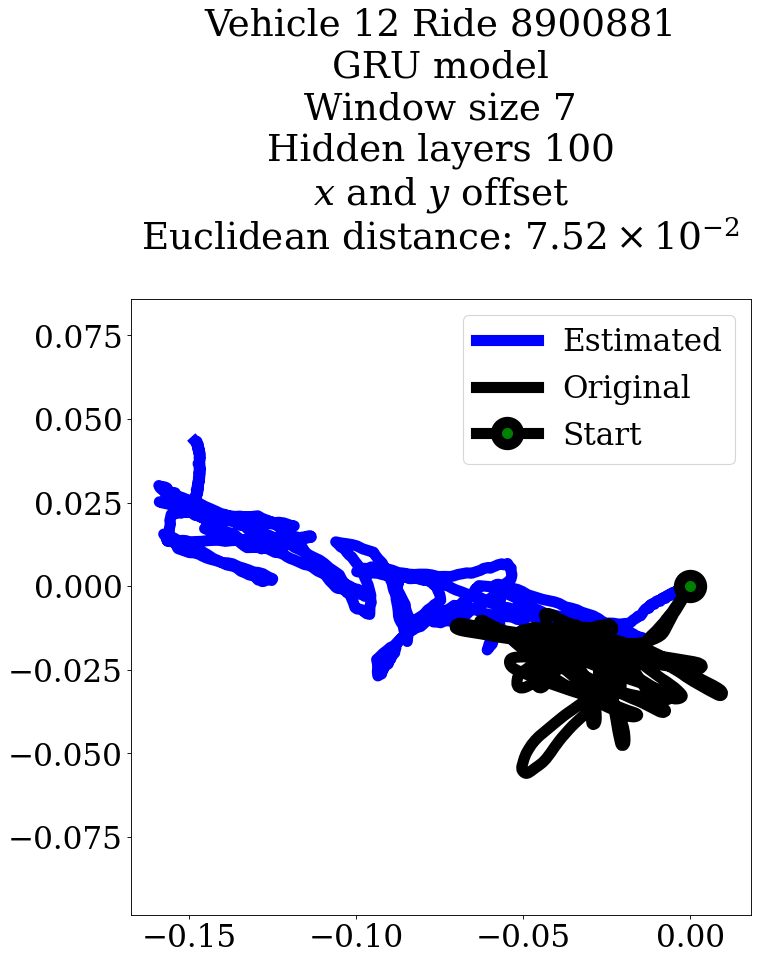 Vehicle 12 Ride 8900881
GRU model
Window size 7
Hidden layers 100
x and y offset
Euclidean distance: 7.52 × 10⁻²
Estimated
Original
Start
0.075
0.050
0.025
0.000
−0.025
−0.050
−0.075
−0.15
−0.10
−0.05
0.00